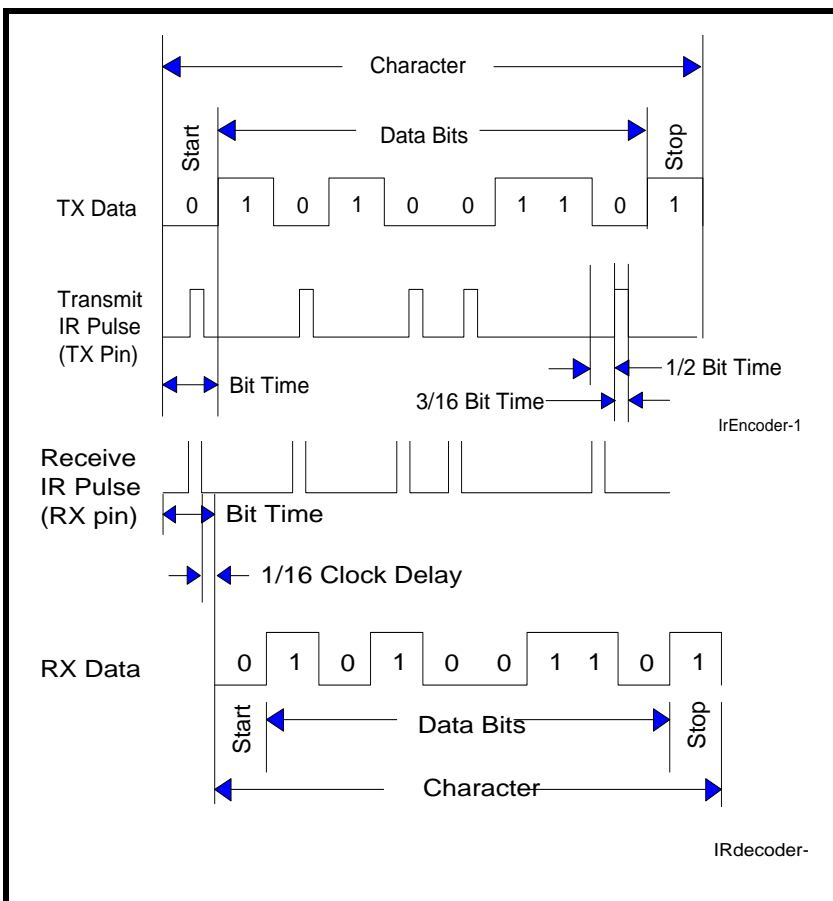 Character
Start
Data Bits
Stop
TX Data
0 1 0 1 0 0 1 1 0 1
Transmit
IR Pulse
(TX Pin)
Bit Time
1/2 Bit Time
3/16 Bit Time
IrEncoder-1
Receive
IR Pulse
(RX pin)
Bit Time
1/16 Clock Delay
RX Data
0 1 0 1 0 0 1 1 0 1
Start
Data Bits
Stop
Character
IRdecoder-